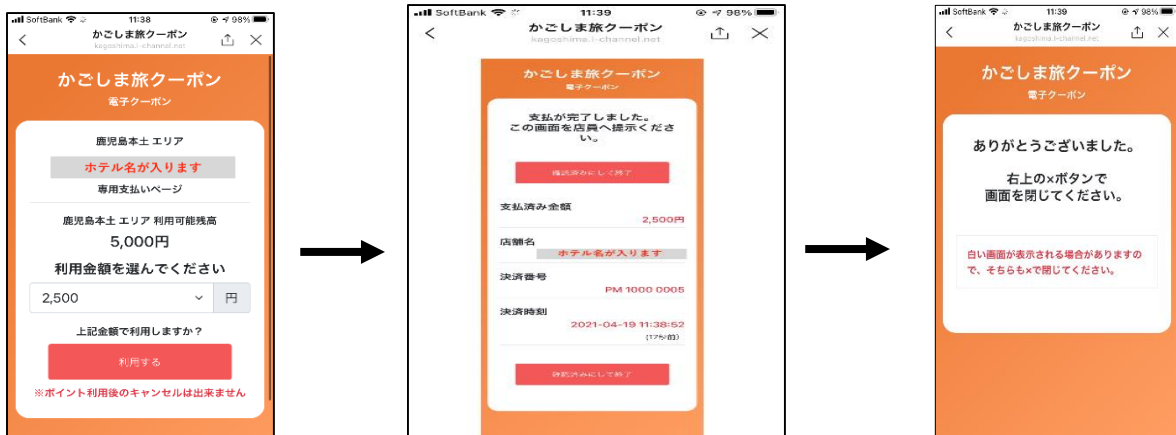 SoftBank 11:38 98%
かごしま旅クーポン
kagoshima.i-channel.net
かごしま旅クーポン
電子クーポン
鹿児島本土 エリア
ホテル名が入ります
専用支払いページ
鹿児島本土 エリア 利用可能残高
5,000円
利用金額を選んでください
2,500 円
上記金額で利用しますか？
利用する
※ポイント利用後のキャンセルは出来ません
SoftBank 11:39 98%
かごしま旅クーポン
kagoshima.i-channel.net
かごしま旅クーポン
電子クーポン
支払が完了しました。
この画面を店員へ提示くださ
い。
確認済みにして終了
支払済み金額
2,500円
店舗名
ホテル名が入ります
決済番号
PM 1000 0005
決済時刻
2021-04-19 11:38:52
(17秒前)
確認済みにして終了
SoftBank 11:39 98%
かごしま旅クーポン
kagoshima.i-channel.net
かごしま旅クーポン
電子クーポン
ありがとうございました。
右上の×ボタンで
画面を閉じてください。
白い画面が表示される場合がありますの
で、そちらも×で閉じてください。